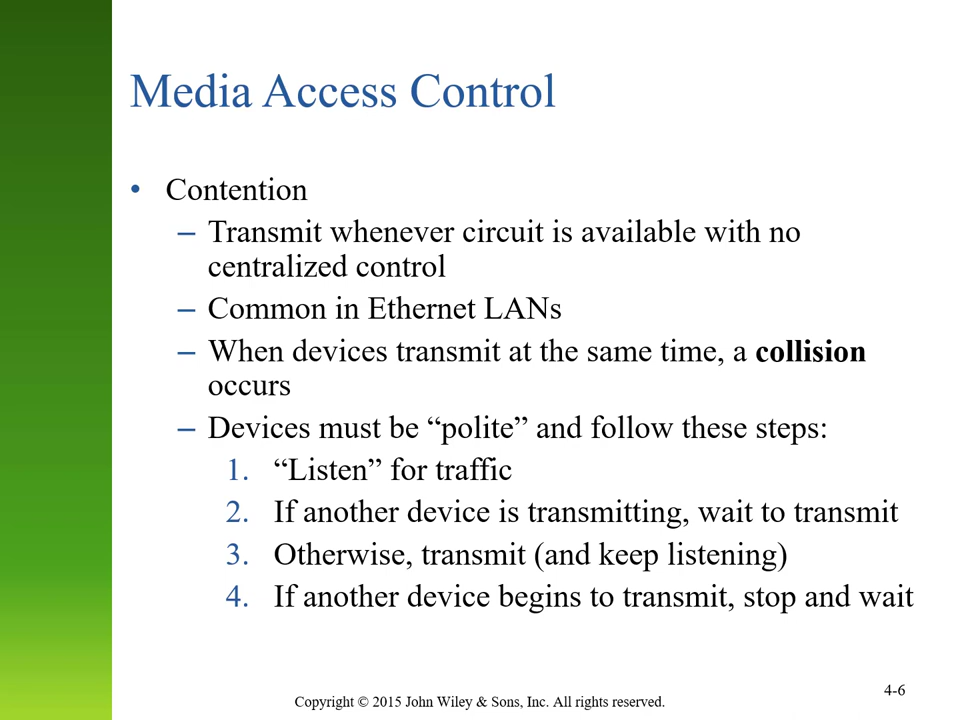 Media Access Control
• Contention
– Transmit whenever circuit is available with no
centralized control
– Common in Ethernet LANs
– When devices transmit at the same time, a collision
occurs
– Devices must be “polite” and follow these steps:
1. “Listen” for traffic
2. If another device is transmitting, wait to transmit
3. Otherwise, transmit (and keep listening)
4. If another device begins to transmit, stop and wait
Copyright © 2015 John Wiley & Sons, Inc. All rights reserved.
4-6